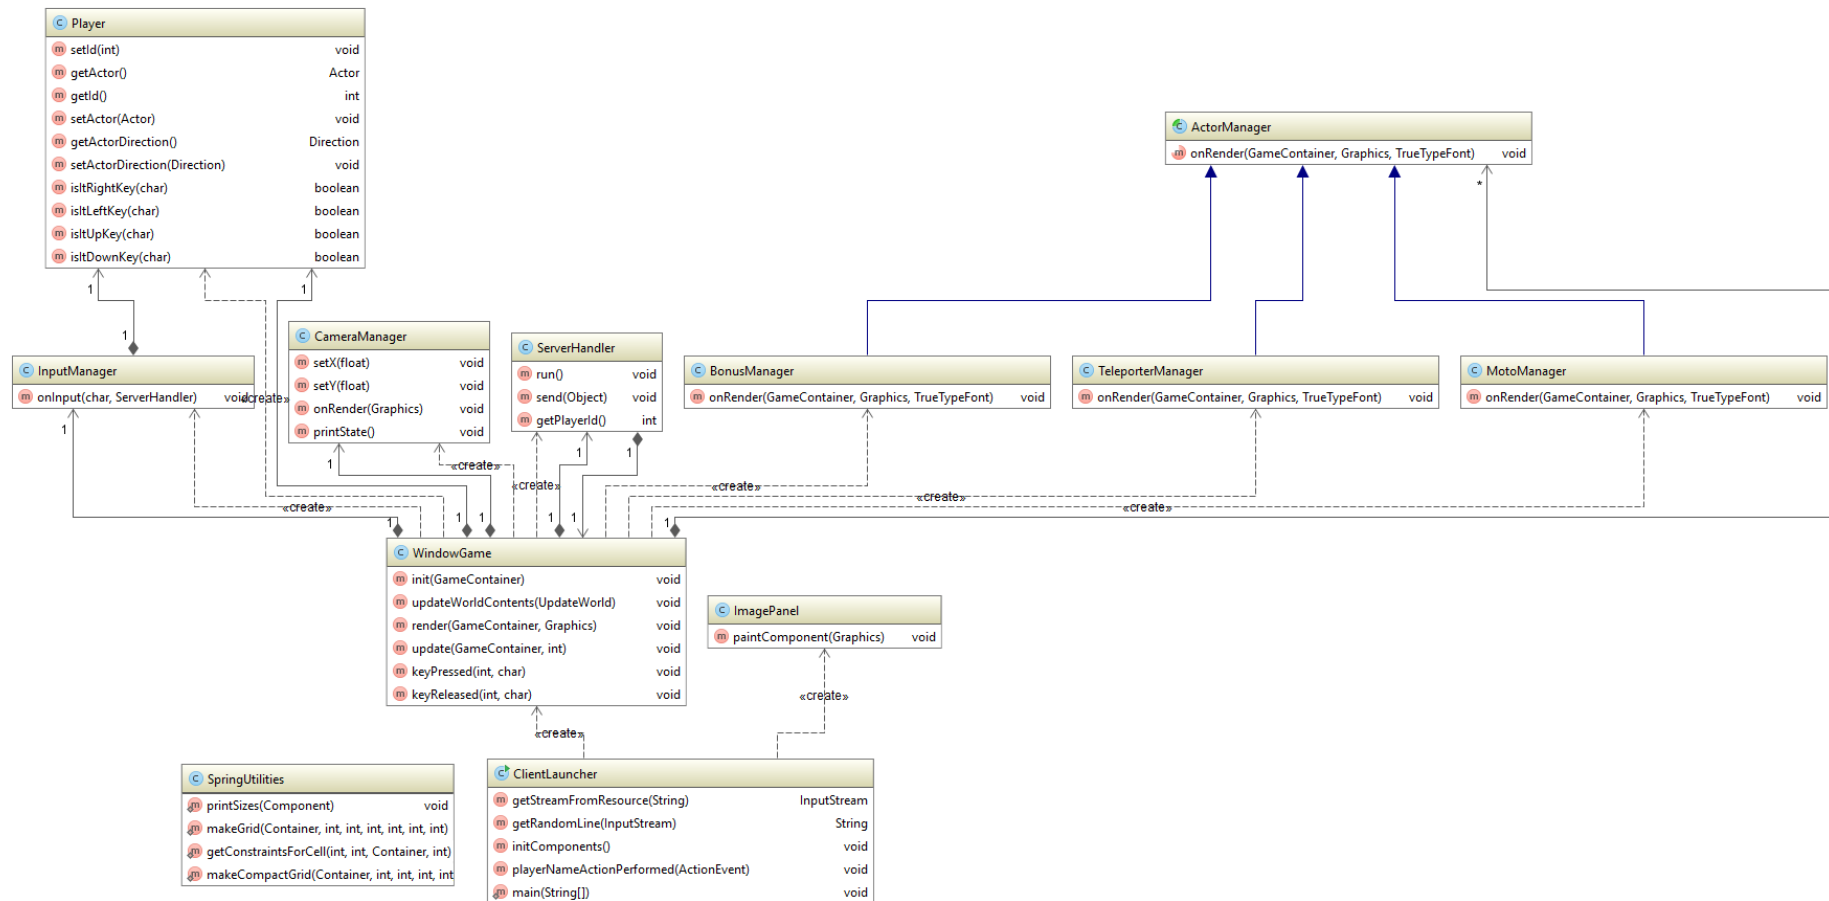 Player
setId(int) void
getActor() Actor
getId() int
setActor(Actor) void
getActorDirection() Direction
setActorDirection(Direction) void
isItRightKey(char) boolean
isItLeftKey(char) boolean
isItUpKey(char) boolean
isItDownKey(char) boolean
ActorManager
onRender(GameContainer, Graphics, TrueTypeFont) void
*
1
1
1
InputManager
onInput(char, ServerHandler) void
«create»
CameraManager
setX(float) void
setY(float) void
onRender(Graphics) void
printState() void
ServerHandler
run() void
send(Object) void
getPlayerId() int
BonusManager
onRender(GameContainer, Graphics, TrueTypeFont) void
TeleporterManager
onRender(GameContainer, Graphics, TrueTypeFont) void
MotoManager
onRender(GameContainer, Graphics, TrueTypeFont) void
1
1
1
1
«create»
«create»
«create»
«create»
«create»
«create»
1
1
1
1
1
1
WindowGame
init(GameContainer) void
updateWorldContents(UpdateWorld) void
render(GameContainer, Graphics) void
update(GameContainer, int) void
keyPressed(int, char) void
keyReleased(int, char) void
ImagePanel
paintComponent(Graphics) void
«create»
«create»
SpringUtilities
printSizes(Component) void
makeGrid(Container, int, int, int, int, int, int)
getConstraintsForCell(int, int, Container, int)
makeCompactGrid(Container, int, int, int, int
ClientLauncher
getStreamFromResource(String) InputStream
getRandomLine(InputStream) String
initComponents() void
playerNameActionPerformed(ActionEvent) void
main(String[]) void